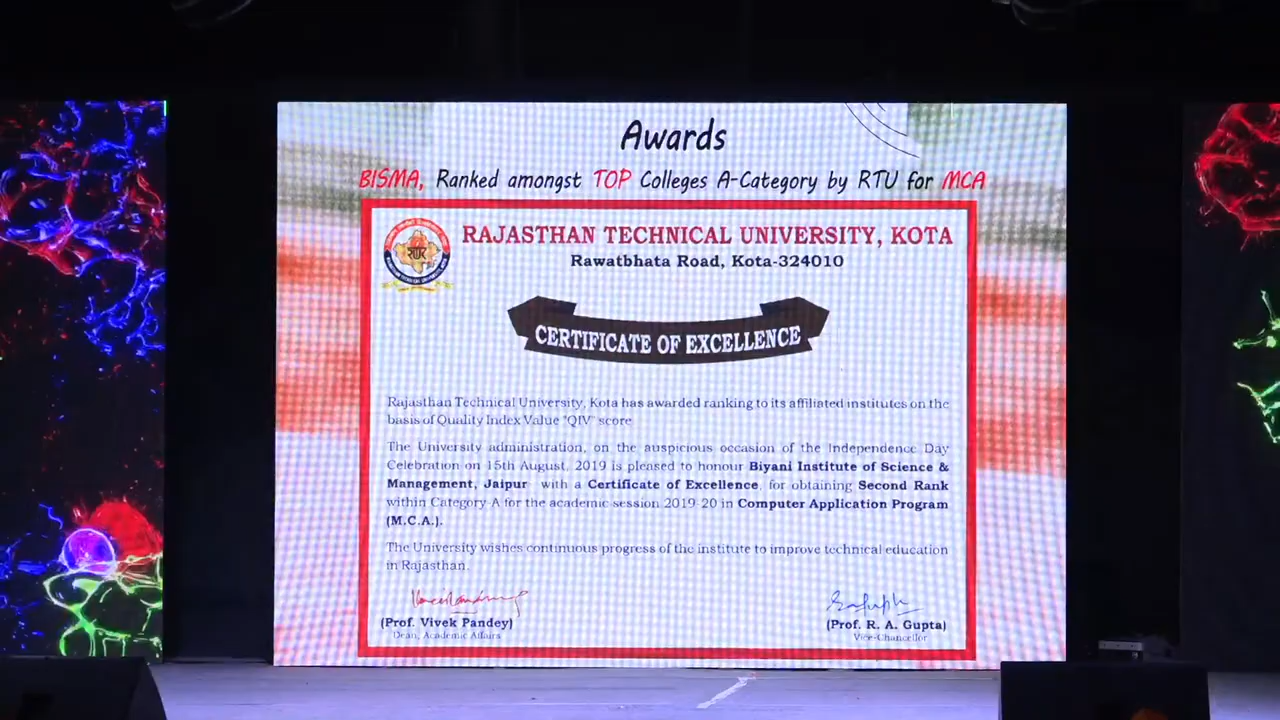 Awards
BISMA, Ranked amongst TOP Colleges A-Category by RTU for MCA
RAJASTHAN TECHNICAL UNIVERSITY, KOTA
Rawatbhata Road, Kota-324010
CERTIFICATE OF EXCELLENCE
Rajasthan Technical University, Kota has awarded ranking to its affiliated institutes on the
basis of Quality Index Value "QIV" score
The University administration, on the auspicious occasion of the Independence Day
Celebration on 15th August, 2019 is pleased to honour Biyani Institute of Science &
Management, Jaipur with a Certificate of Excellence, for obtaining Second Rank
within Category-A for the academic session 2019-20 in Computer Application Program
(M.C.A.).
The University wishes continuous progress of the institute to improve technical education
in Rajasthan.
(Prof. Vivek Pandey)
Dean, Academic Affairs
(Prof. R. A. Gupta)
Vice-Chancellor